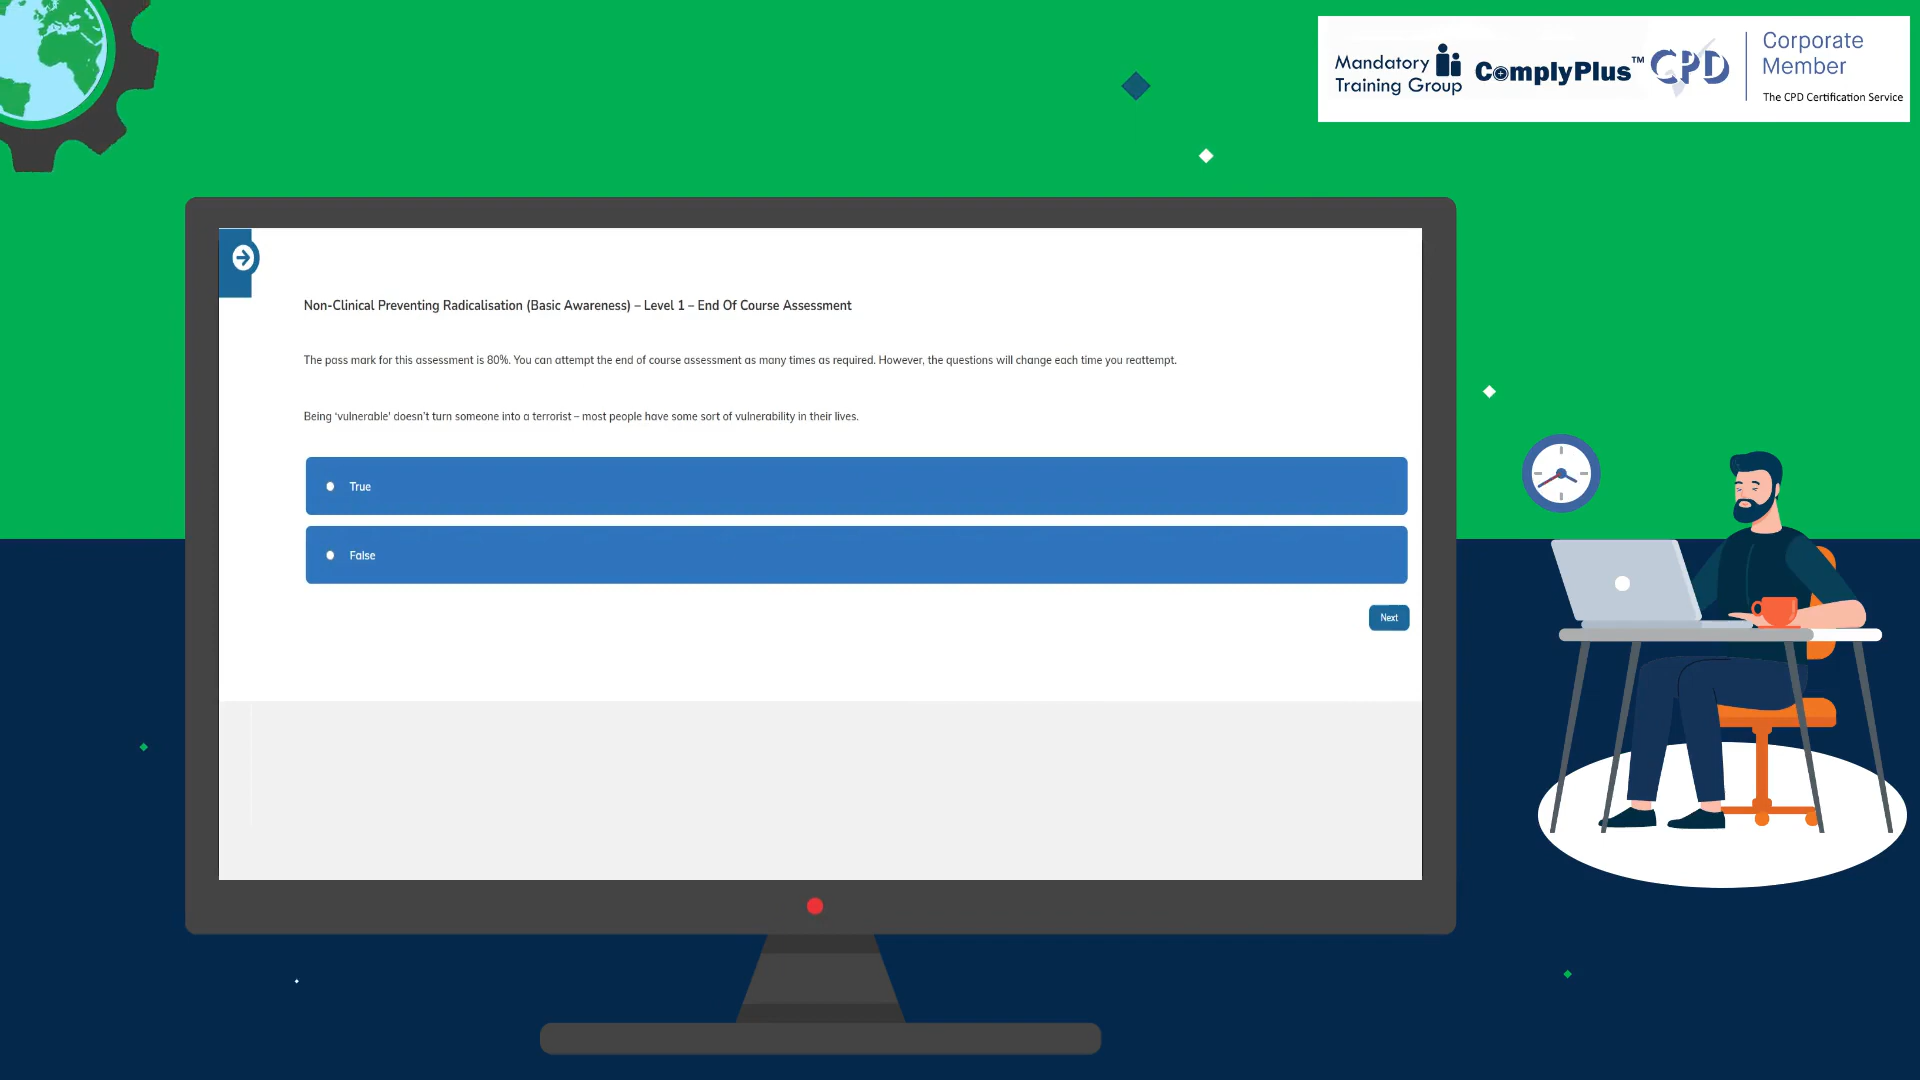 Mandatory
Training Group
ComplyPlus™
CPD
Corporate
Member
The CPD Certification Service
Non-Clinical Preventing Radicalisation (Basic Awareness) – Level 1 – End Of Course Assessment
The pass mark for this assessment is 80%. You can attempt the end of course assessment as many times as required. However, the questions will change each time you reattempt.
Being ‘vulnerable’ doesn’t turn someone into a terrorist – most people have some sort of vulnerability in their lives.
True
False
Next